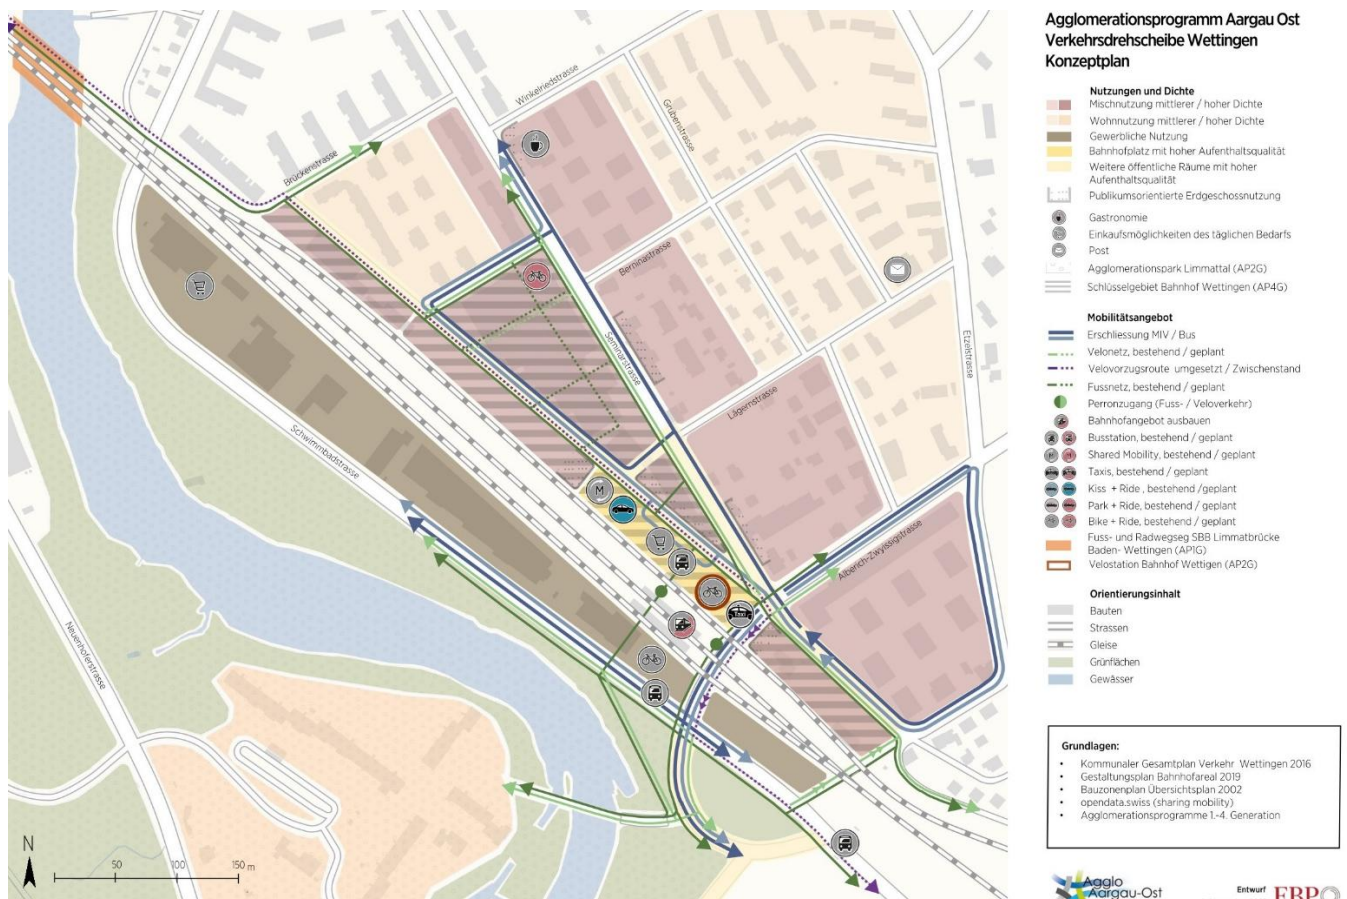 Agglomerationsprogramm Aargau Ost
Verkehrsdrehscheibe Wettingen
Konzeptplan
Nutzungen und Dichte
Mischnutzung mittlerer / hoher Dichte
Wohnnutzung mittlerer / hoher Dichte
Gewerbliche Nutzung
Bahnhofplatz mit hoher Aufenthaltsqualität
Weitere öffentliche Räume mit hoher
Aufenthaltsqualität
Publikumsorientierte Erdgeschossnutzung
Gastronomie
Einkaufsmöglichkeiten des täglichen Bedarfs
Post
Agglomerationspark Limmattal (AP2G)
Schlüsselgebiet Bahnhof Wettingen (AP4G)
Mobilitätsangebot
Erschliessung MIV / Bus
Velonetz, bestehend / geplant
Velovorzugsroute umgesetzt / Zwischenstand
Fussnetz, bestehend / geplant
Perronzugang (Fuss- / Veloverkehr)
Bahnhofangebot ausbauen
Busstation, bestehend / geplant
Shared Mobility, bestehend / geplant
Taxis, bestehend / geplant
Kiss + Ride , bestehend /geplant
Park + Ride, bestehend / geplant
Bike + Ride, bestehend / geplant
Fuss- und Radwegseg SBB Limmatbrücke
Baden- Wettingen (AP1G)
Velostation Bahnhof Wettigen (AP2G)
Orientierungsinhalt
Bauten
Strassen
Gleise
Grünflächen
Gewässer
Grundlagen:
• Kommunaler Gesamtplan Verkehr Wettingen 2016
• Gestaltungsplan Bahnhofareal 2019
• Bauzonenplan Übersichtsplan 2002
• opendata.swiss (sharing mobility)
• Agglomerationsprogramme 1.-4. Generation
Agglo
Aargau-Ost
Entwurf
EBP
Winkelriedstrasse
Grubenstrasse
Brückenstrasse
Berninastrasse
Seminarstrasse
Etzelstrasse
Lägernstrasse
Schwimmbadstrasse
Alberich-Zwyssigstrasse
Neuenhoferstrasse
M
Taxi
N
50 100 150 m